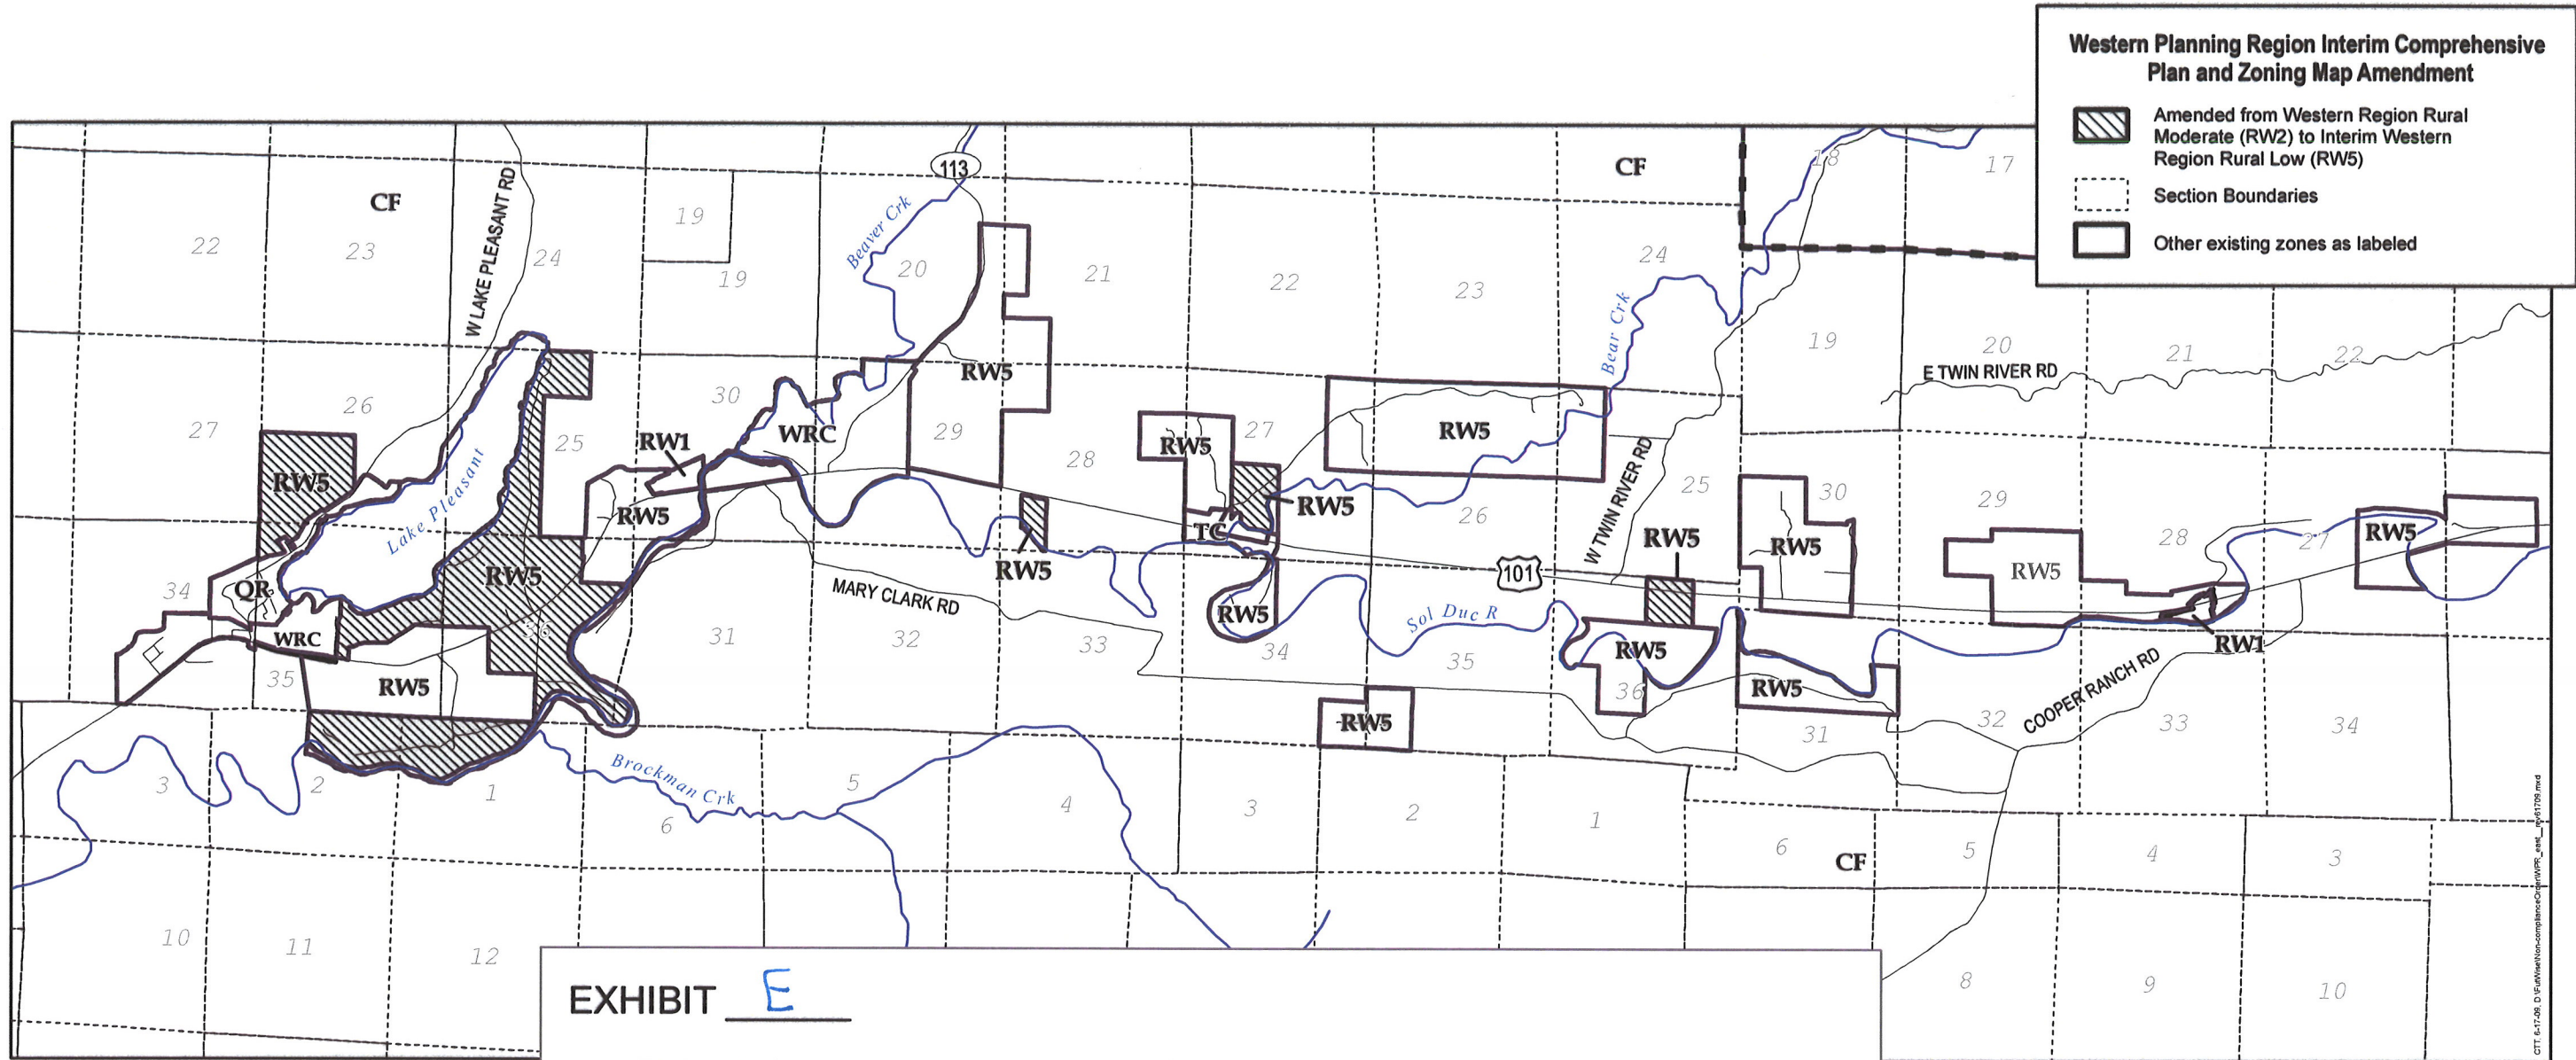 Western Planning Region Interim Comprehensive
Plan and Zoning Map Amendment
Amended from Western Region Rural
Moderate (RW2) to Interim Western
Region Rural Low (RW5)
Section Boundaries
Other existing zones as labeled
113
CF
18
17
CF
W LAKE PLEASANT RD
19
Beaver Crk
22
23
24
19
20
21
22
23
24
Bear Crk
19
20
21
22
E TWIN RIVER RD
RW5
27
26
25
30
WRC
29
28
RW1
RW5
27
RW5
RW5
Lake Pleasant
RW5
TC
RW5
26
W TWIN RIVER RD
25
30
29
28
27
RW5
RW5
RW5
RW5
RW5
RW5
101
34
QR
RW5
36
MARY CLARK RD
RW5
Sol Duc R
WRC
31
32
33
34
35
RW5
RW1
35
RW5
36
RW5
COOPER RANCH RD
RW5
31
32
33
34
3
2
1
Brockman Crk
6
5
4
3
2
1
6
CF
5
4
3
10
11
12
8
9
10
EXHIBIT E